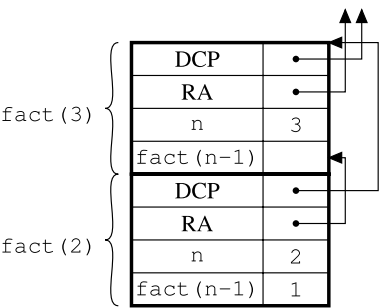 DCP
RA
fact(3)
n 3
fact(n-1)
DCP
RA
fact(2)
n 2
fact(n-1) 1